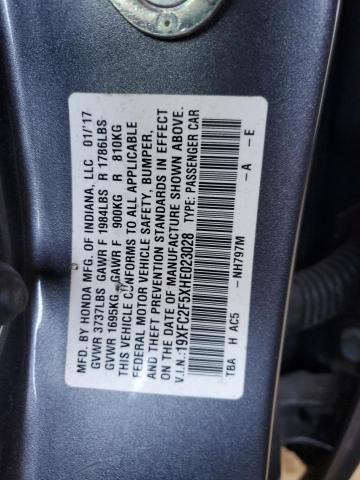 MFD. BY HONDA MFG. OF INDIANA, LLC 01/'17
GVWR 3737LBS GAWR F 1984LBS R 1786LBS
GVWR 1695KG GAWR F 900KG R 810KG
THIS VEHICLE CONFORMS TO ALL APPLICABLE
FEDERAL MOTOR VEHICLE SAFETY, BUMPER,
AND THEFT PREVENTION STANDARDS IN EFFECT
ON THE DATE OF MANUFACTURE SHOWN ABOVE.
V.I.N.:19XFC2F5XHE023028 TYPE: PASSENGER CAR
TBA H AC5 -NH797M -A -E